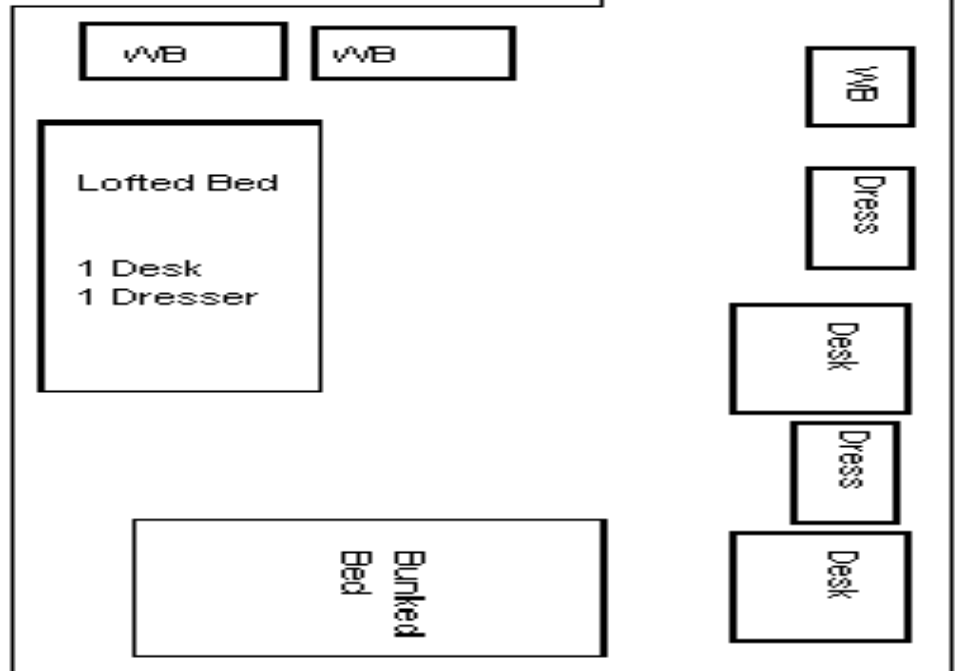 WB
WB
WB
Lofted Bed
Dress
1 Desk
1 Dresser
Desk
Dress
Bunked
Bed
Desk